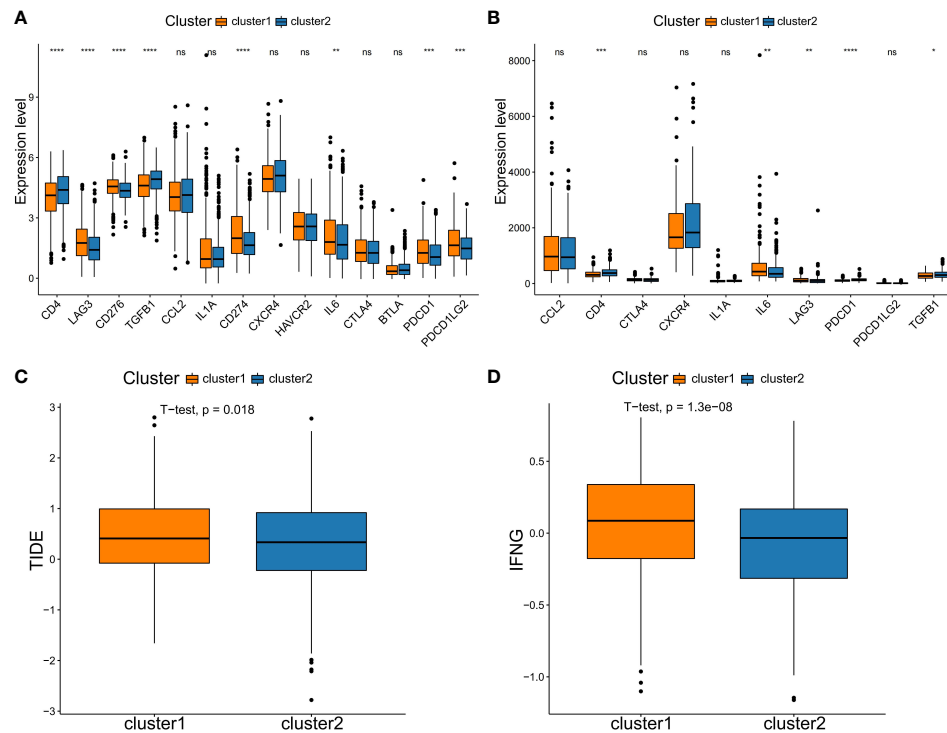 A
Cluster cluster1 cluster2
**** **** **** **** ns ns **** ns ns ** ns ns *** ***
Expression level
9
6
3
0
CD4 LAG3 CD276 TGFB1 CCL2 IL1A CD274 CXCR4 HAVCR2 IL6 CTLA4 BTLA PDCD1 PDCD1LG2
B
Cluster cluster1 cluster2
ns *** ns ns ns ** ** **** ns *
Expression level
8000
6000
4000
2000
0
CCL2 CD4 CTLA4 CXCR4 IL1A IL6 LAG3 PDCD1 PDCD1LG2 TGFB1
C
Cluster cluster1 cluster2
T−test, p = 0.018
TIDE
3
2
1
0
−1
−2
−3
cluster1 cluster2
D
Cluster cluster1 cluster2
T−test, p = 1.3e−08
IFNG
0.5
0.0
−0.5
−1.0
cluster1 cluster2